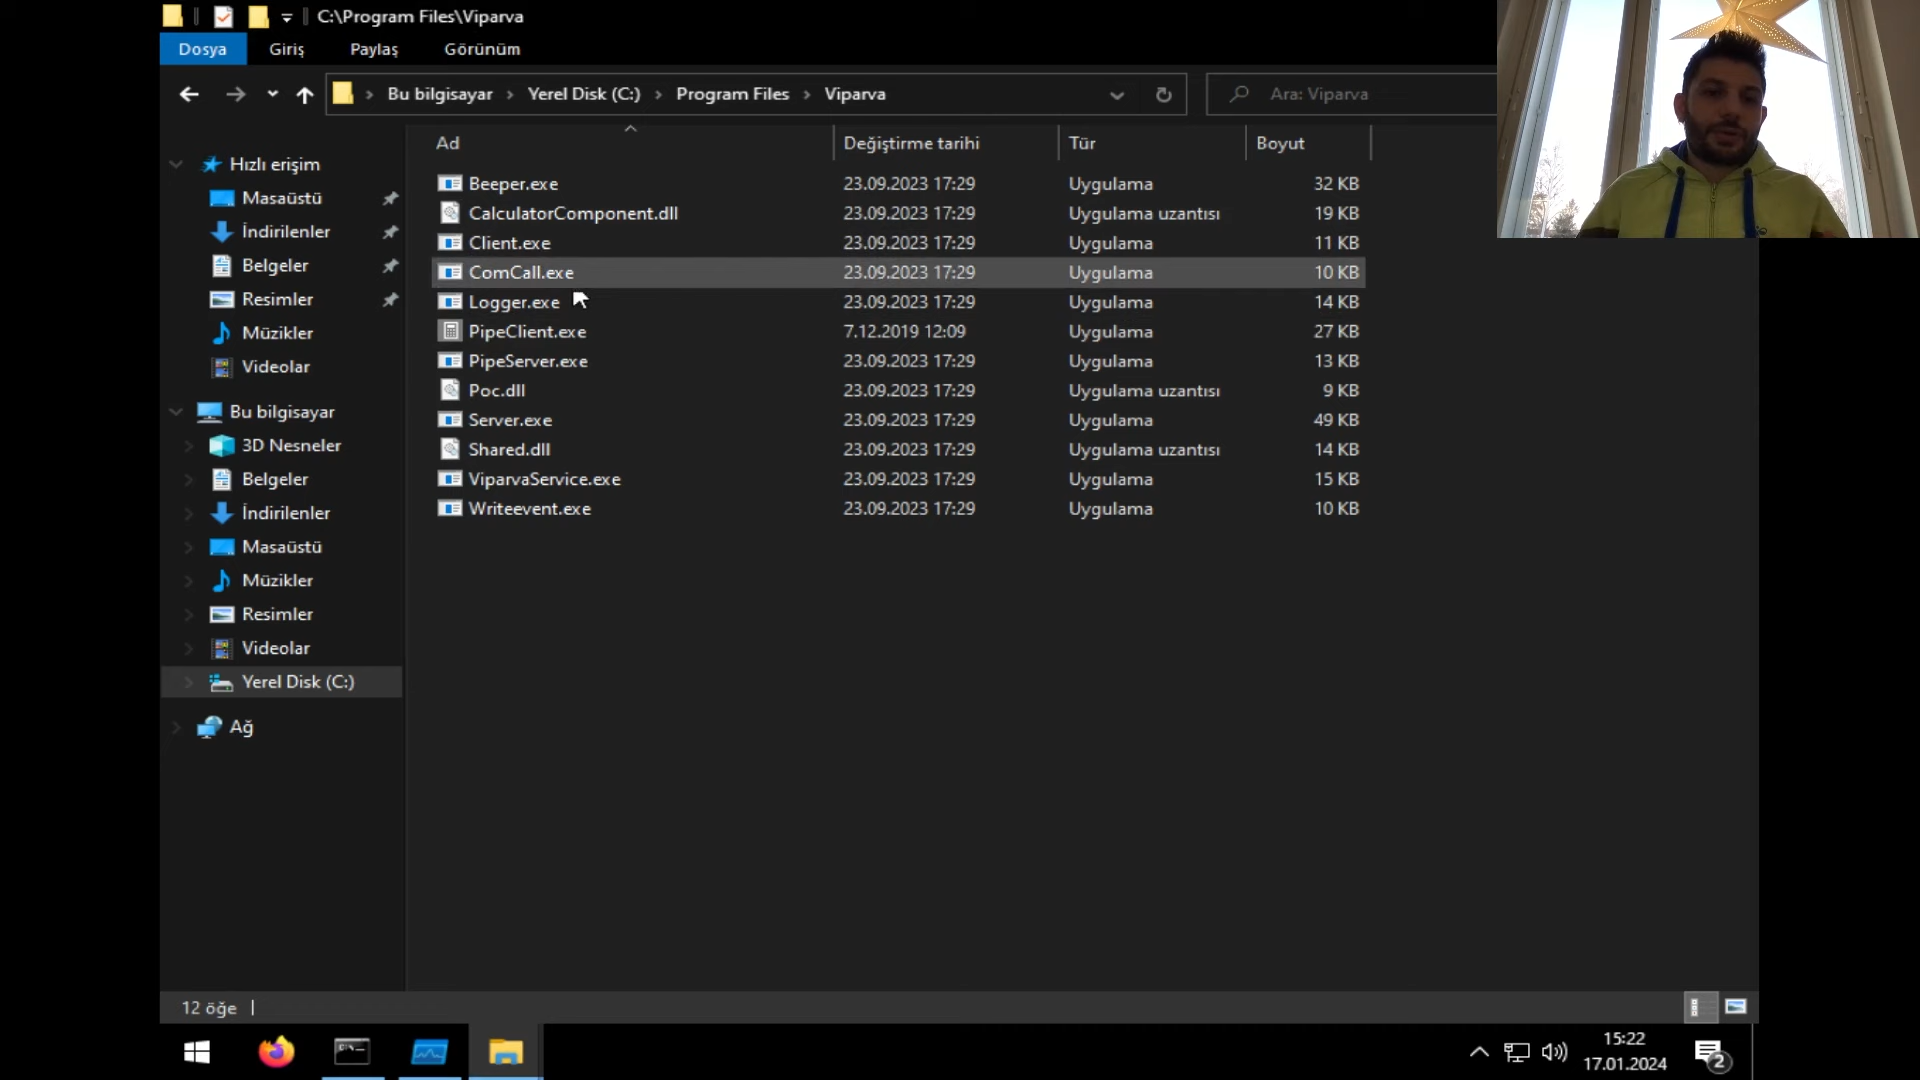 C:\Program Files\Viparva
Dosya Giriş Paylaş Görünüm
Bu bilgisayar Yerel Disk (C:) Program Files Viparva Ara: Viparva
Ad Değiştirme tarihi Tür Boyut
Hızlı erişim
Masaüstü
İndirilenler
Belgeler
Resimler
Müzikler
Videolar
Bu bilgisayar
3D Nesneler
Belgeler
İndirilenler
Masaüstü
Müzikler
Resimler
Videolar
Yerel Disk (C:)
Ağ
Beeper.exe 23.09.2023 17:29 Uygulama 32 KB
CalculatorComponent.dll 23.09.2023 17:29 Uygulama uzantısı 19 KB
Client.exe 23.09.2023 17:29 Uygulama 11 KB
ComCall.exe 23.09.2023 17:29 Uygulama 10 KB
Logger.exe 23.09.2023 17:29 Uygulama 14 KB
PipeClient.exe 7.12.2019 12:09 Uygulama 27 KB
PipeServer.exe 23.09.2023 17:29 Uygulama 13 KB
Poc.dll 23.09.2023 17:29 Uygulama uzantısı 9 KB
Server.exe 23.09.2023 17:29 Uygulama 49 KB
Shared.dll 23.09.2023 17:29 Uygulama uzantısı 14 KB
ViparvaService.exe 23.09.2023 17:29 Uygulama 15 KB
Writeevent.exe 23.09.2023 17:29 Uygulama 10 KB
12 öğe
15:22
17.01.2024
2